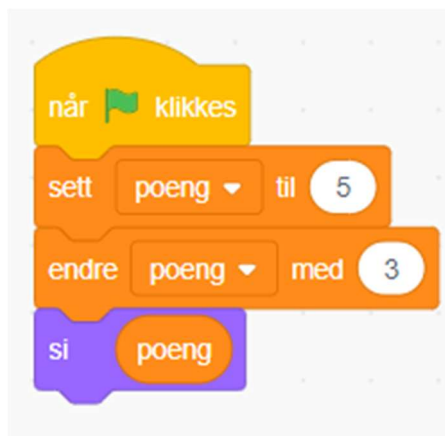 når klikkes
sett poeng til 5
endre poeng med 3
si poeng